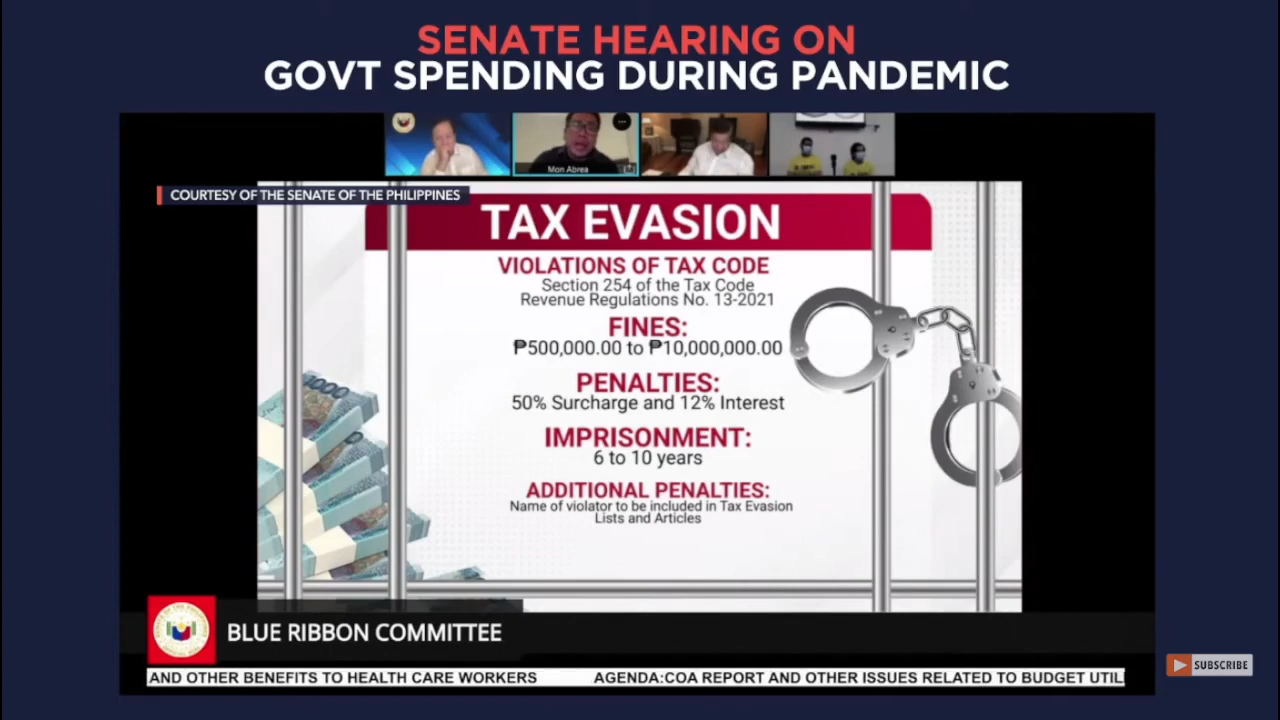 SENATE HEARING ON
GOVT SPENDING DURING PANDEMIC
Mon Abrea
COURTESY OF THE SENATE OF THE PHILIPPINES
TAX EVASION
VIOLATIONS OF TAX CODE
Section 254 of the Tax Code
Revenue Regulations No. 13-2021
FINES:
₱500,000.00 to ₱10,000,000.00
PENALTIES:
50% Surcharge and 12% Interest
IMPRISONMENT:
6 to 10 years
ADDITIONAL PENALTIES:
Name of violator to be included in Tax Evasion
Lists and Articles
1000
BLUE RIBBON COMMITTEE
SUBSCRIBE
AND OTHER BENEFITS TO HEALTH CARE WORKERS AGENDA:COA REPORT AND OTHER ISSUES RELATED TO BUDGET UTIL